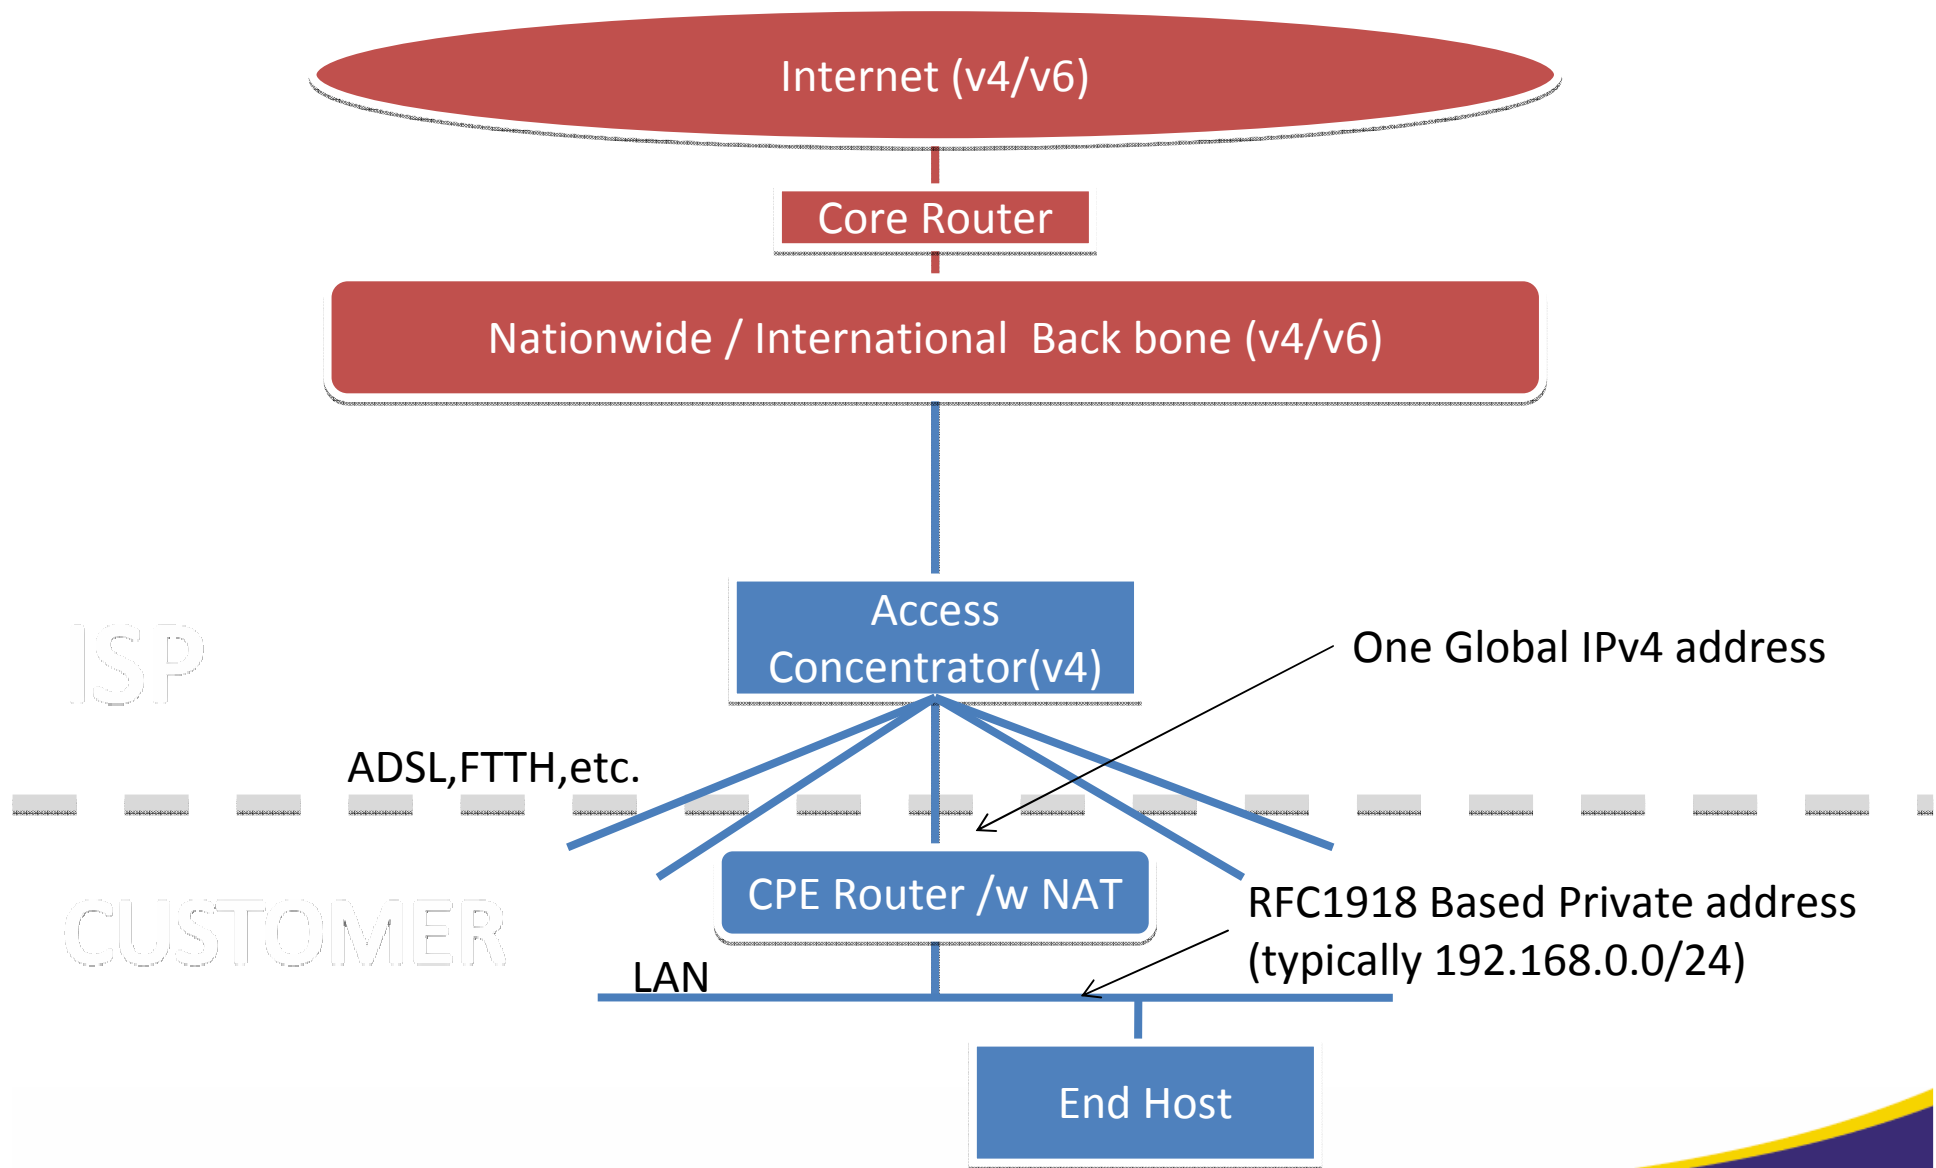 Internet (v4/v6)
Core Router
Nationwide / International  Back bone (v4/v6)
Access
Concentrator(v4)
ISP
One Global IPv4 address
ADSL,FTTH,etc.
CPE Router /w NAT
CUSTOMER
RFC1918 Based Private address
(typically 192.168.0.0/24)
LAN
End Host